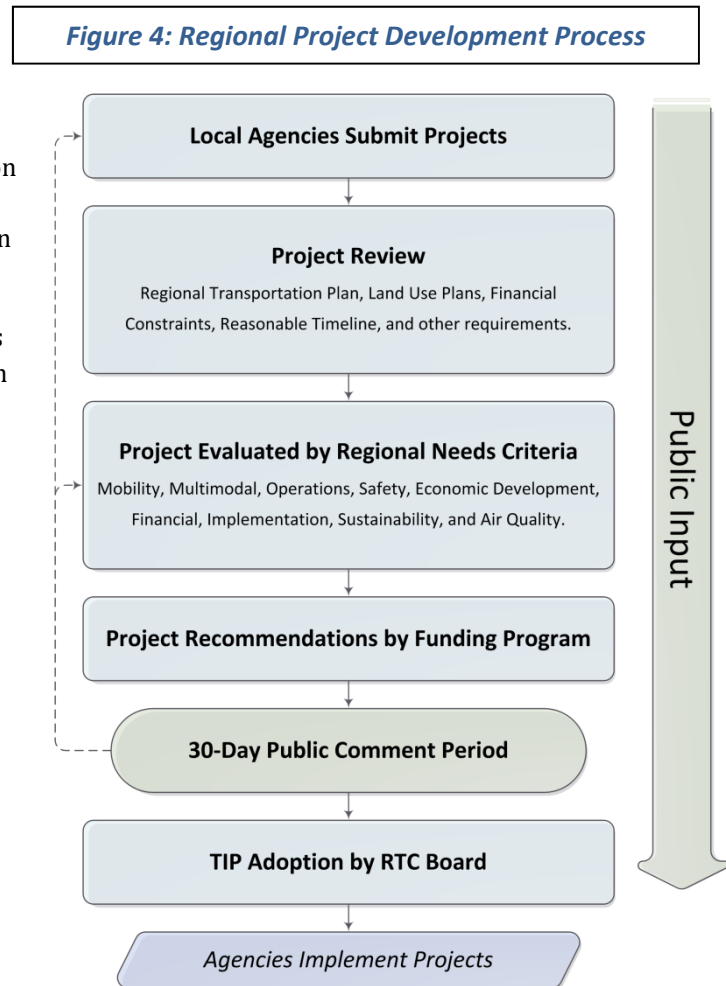 Figure 4: Regional Project Development Process
Local Agencies Submit Projects
Project Review
Regional Transportation Plan, Land Use Plans, Financial
Constraints, Reasonable Timeline, and other requirements.
Project Evaluated by Regional Needs Criteria
Mobility, Multimodal, Operations, Safety, Economic Development,
Financial, Implementation, Sustainability, and Air Quality.
Project Recommendations by Funding Program
30-Day Public Comment Period
TIP Adoption by RTC Board
Agencies Implement Projects
Public Input